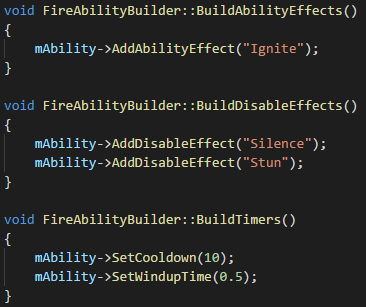 void FireAbilityBuilder::BuildAbilityEffects()
{
    mAbility->AddAbilityEffect("Ignite");
}

void FireAbilityBuilder::BuildDisableEffects()
{
    mAbility->AddDisableEffect("Silence");
    mAbility->AddDisableEffect("Stun");
}

void FireAbilityBuilder::BuildTimers()
{
    mAbility->SetCooldown(10);
    mAbility->SetWindupTime(0.5);
}